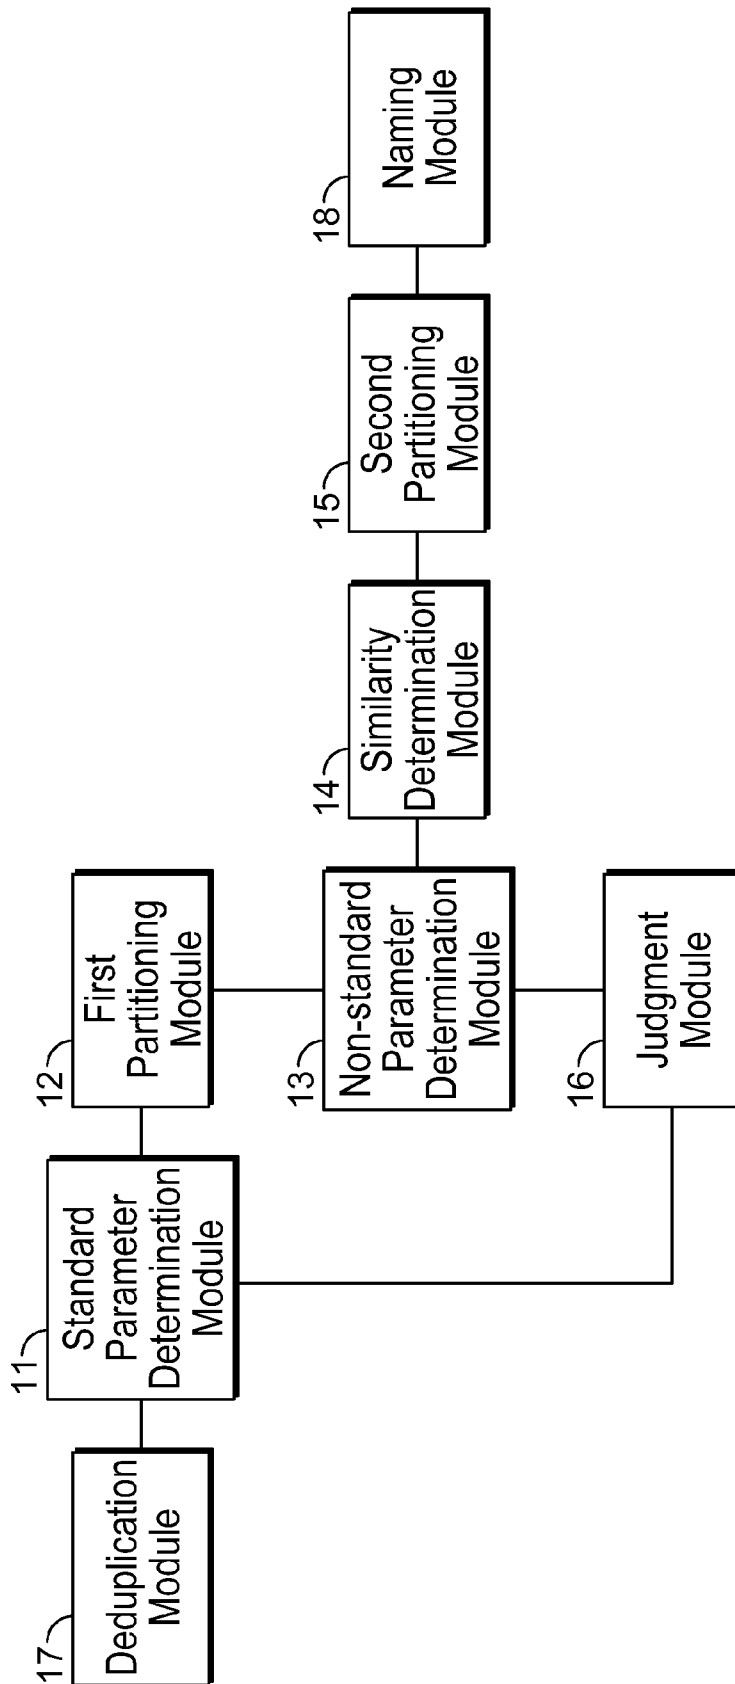 17
Deduplication
Module
11
Standard
Parameter
Determination
Module
12
First
Partitioning
Module
13
Non-standard
Parameter
Determination
Module
16
Judgment
Module
14
Similarity
Determination
Module
15
Second
Partitioning
Module
18
Naming
Module